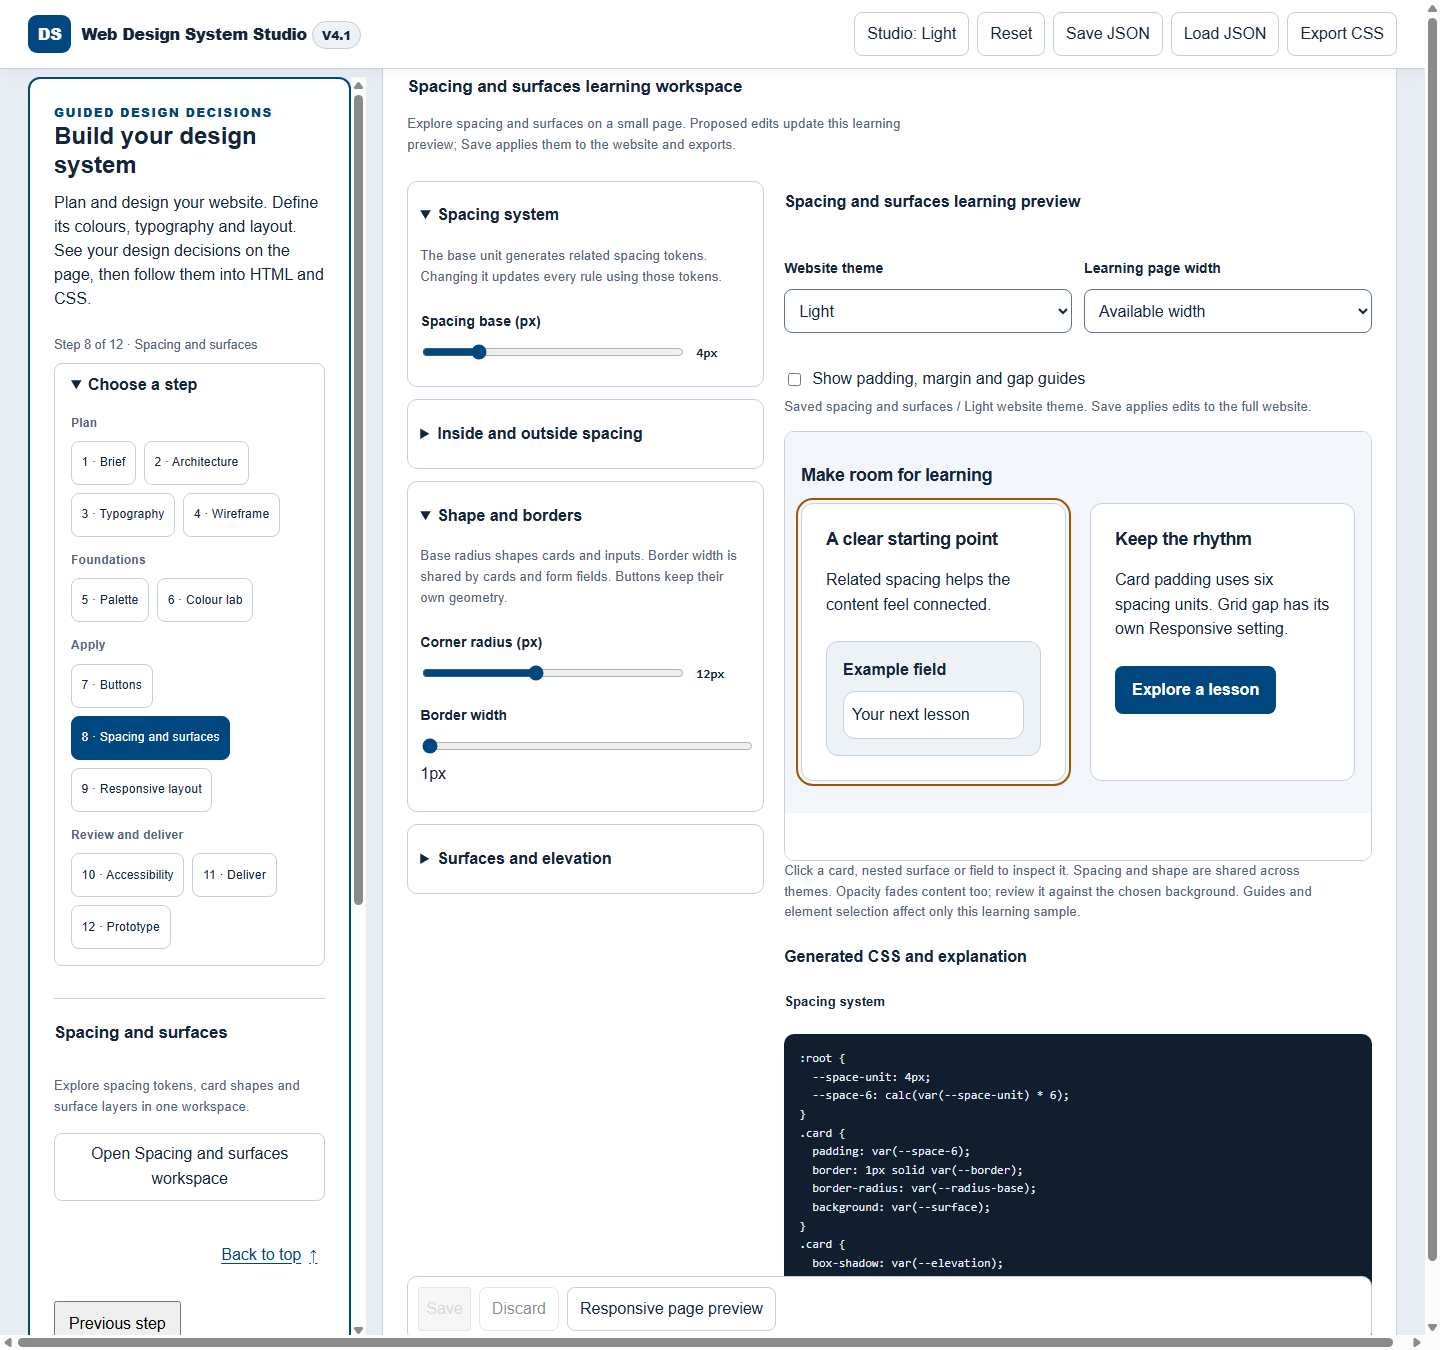 DS Web Design System Studio V4.1
Studio: Light
Reset
Save JSON
Load JSON
Export CSS
GUIDED DESIGN DECISIONS
Build your design
system
Plan and design your website. Define
its colours, typography and layout.
See your design decisions on the
page, then follow them into HTML and
CSS.
Step 8 of 12 · Spacing and surfaces
▼ Choose a step
Plan
1 · Brief
2 · Architecture
3 · Typography
4 · Wireframe
Foundations
5 · Palette
6 · Colour lab
Apply
7 · Buttons
8 · Spacing and surfaces
9 · Responsive layout
Review and deliver
10 · Accessibility
11 · Deliver
12 · Prototype
Spacing and surfaces
Explore spacing tokens, card shapes and
surface layers in one workspace.
Open Spacing and surfaces
workspace
Back to top ↑
Previous step
Spacing and surfaces learning workspace
Explore spacing and surfaces on a small page. Proposed edits update this learning
preview; Save applies them to the website and exports.
▼ Spacing system
The base unit generates related spacing tokens.
Changing it updates every rule using those tokens.
Spacing base (px)
4px
▶ Inside and outside spacing
▼ Shape and borders
Base radius shapes cards and inputs. Border width is
shared by cards and form fields. Buttons keep their
own geometry.
Corner radius (px)
12px
Border width
1px
▶ Surfaces and elevation
Spacing and surfaces learning preview
Website theme
Light
Learning page width
Available width
Show padding, margin and gap guides
Saved spacing and surfaces / Light website theme. Save applies edits to the full website.
Make room for learning
A clear starting point
Related spacing helps the
content feel connected.
Example field
Your next lesson
Keep the rhythm
Card padding uses six
spacing units. Grid gap has its
own Responsive setting.
Explore a lesson
Click a card, nested surface or field to inspect it. Spacing and shape are shared across
themes. Opacity fades content too; review it against the chosen background. Guides and
element selection affect only this learning sample.
Generated CSS and explanation
Spacing system
:root {
  --space-unit: 4px;
  --space-6: calc(var(--space-unit) * 6);
}
.card {
  padding: var(--space-6);
  border: 1px solid var(--border);
  border-radius: var(--radius-base);
  background: var(--surface);
}
.card {
  box-shadow: var(--elevation);
Save
Discard
Responsive page preview